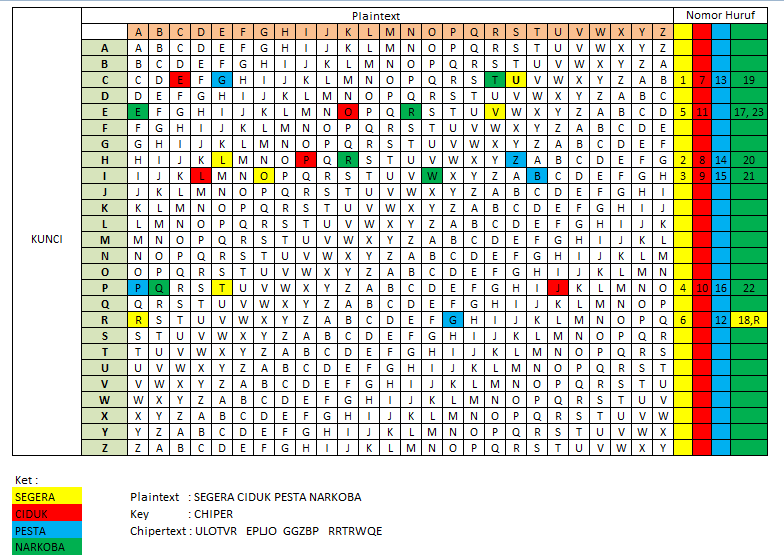 Plaintext Nomor Huruf
A B C D E F G H I J K L M N O P Q R S T U V W X Y Z
A A B C D E F G H I J K L M N O P Q R S T U V W X Y Z
B B C D E F G H I J K L M N O P Q R S T U V W X Y Z A
C C D E F G H I J K L M N O P Q R S T U V W X Y Z A B 1 7 13 19
D D E F G H I J K L M N O P Q R S T U V W X Y Z A B C
E E F G H I J K L M N O P Q R S T U V W X Y Z A B C D 5 11 17, 23
F F G H I J K L M N O P Q R S T U V W X Y Z A B C D E
G G H I J K L M N O P Q R S T U V W X Y Z A B C D E F
H H I J K L M N O P Q R S T U V W X Y Z A B C D E F G 2 8 14 20
I I J K L M N O P Q R S T U V W X Y Z A B C D E F G H 3 9 15 21
J J K L M N O P Q R S T U V W X Y Z A B C D E F G H I
K K L M N O P Q R S T U V W X Y Z A B C D E F G H I J
L L M N O P Q R S T U V W X Y Z A B C D E F G H I J K
KUNCI M M N O P Q R S T U V W X Y Z A B C D E F G H I J K L
N N O P Q R S T U V W X Y Z A B C D E F G H I J K L M
O O P Q R S T U V W X Y Z A B C D E F G H I J K L M N
P P Q R S T U V W X Y Z A B C D E F G H I J K L M N O 4 10 16 22
Q Q R S T U V W X Y Z A B C D E F G H I J K L M N O P
R R S T U V W X Y Z A B C D E F G H I J K L M N O P Q 6 12 18,R
S S T U V W X Y Z A B C D E F G H I J K L M N O P Q R
T T U V W X Y Z A B C D E F G H I J K L M N O P Q R S
U U V W X Y Z A B C D E F G H I J K L M N O P Q R S T
V V W X Y Z A B C D E F G H I J K L M N O P Q R S T U
W W X Y Z A B C D E F G H I J K L M N O P Q R S T U V
X X Y Z A B C D E F G H I J K L M N O P Q R S T U V W
Y Y Z A B C D E F G H I J K L M N O P Q R S T U V W X
Z Z A B C D E F G H I J K L M N O P Q R S T U V W X Y
Ket :
SEGERA Plaintext : SEGERA CIDUK PESTA NARKOBA
CIDUK Key : CHIPER
PESTA Chipertext : ULOTVR EPLJO GGZBP RRTRWQE
NARKOBA